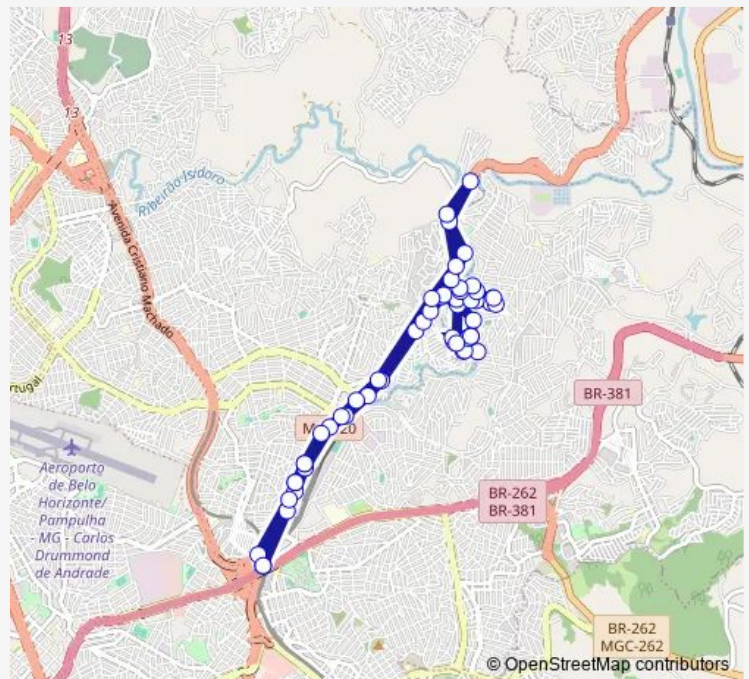 13
13
Ribeirão Isidoro
Avenida Cristiano Machado
BR-381
BR-262
BR-381
Aeroporto
de Belo
Horizonte/
Pampulha
- MG - Carlos
Drummond
de Andrade
BR-262
MGC-262
© OpenStreetMap contributors